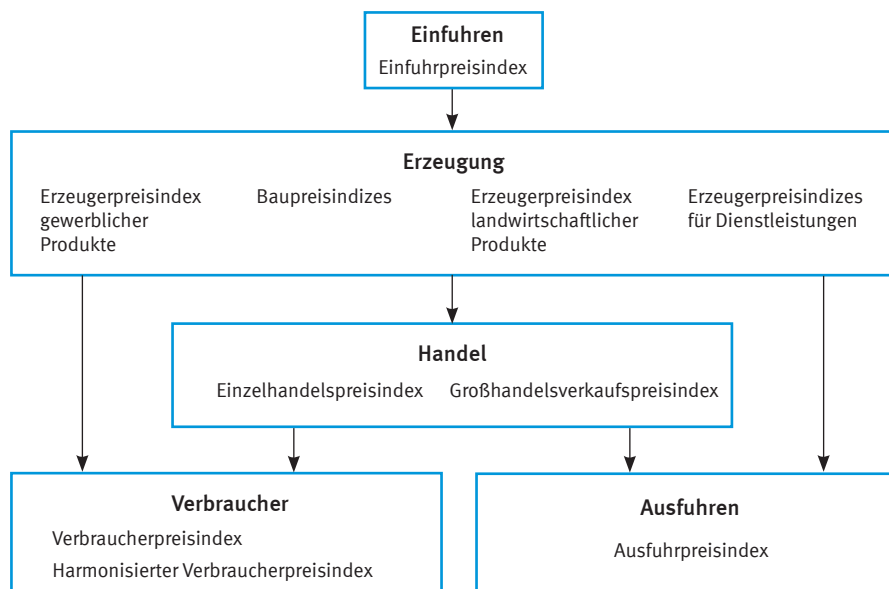 Einfuhren
Einfuhrpreisindex
Erzeugung
Erzeugerpreisindex
gewerblicher
Produkte
Baupreisindizes
Erzeugerpreisindex
landwirtschaftlicher
Produkte
Erzeugerpreisindizes
für Dienstleistungen
Handel
Einzelhandelspreisindex
Großhandelsverkaufspreisindex
Verbraucher
Verbraucherpreisindex
Harmonisierter Verbraucherpreisindex
Ausfuhren
Ausfuhrpreisindex